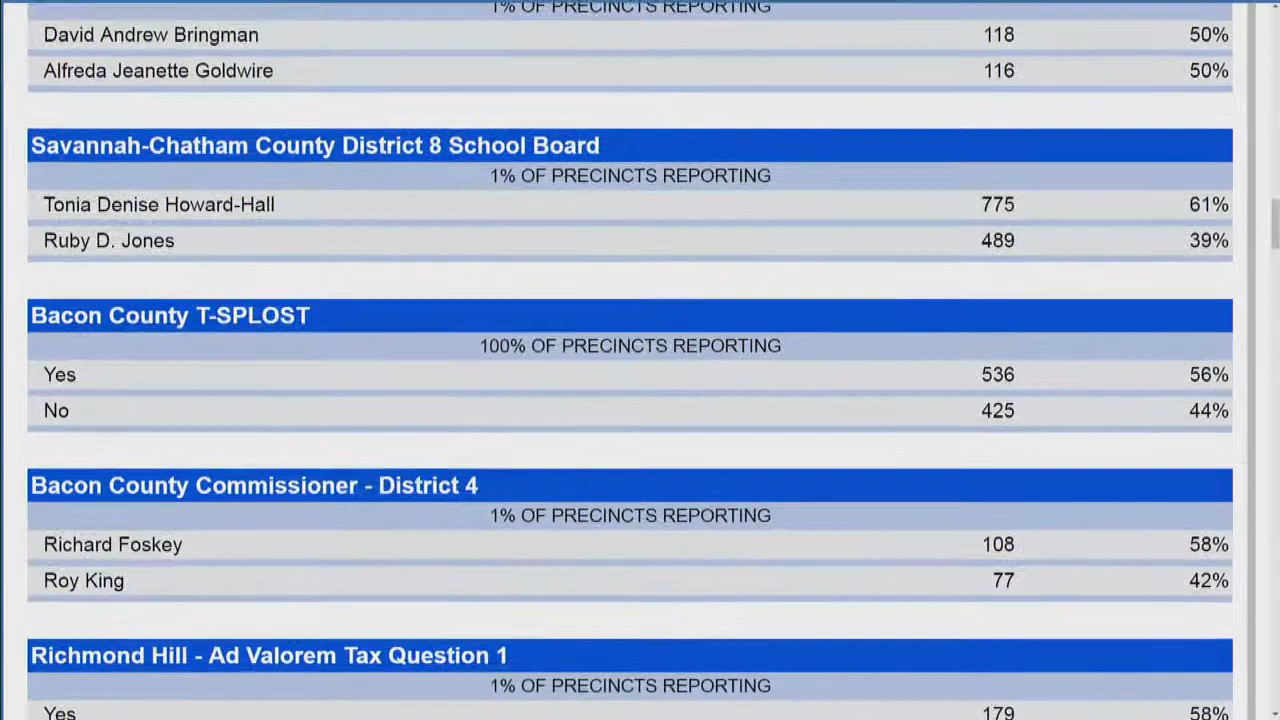 1% OF PRECINCTS REPORTING
David Andrew Bringman 118 50%
Alfreda Jeanette Goldwire 116 50%
Savannah-Chatham County District 8 School Board
1% OF PRECINCTS REPORTING
Tonia Denise Howard-Hall 775 61%
Ruby D. Jones 489 39%
Bacon County T-SPLOST
100% OF PRECINCTS REPORTING
Yes 536 56%
No 425 44%
Bacon County Commissioner - District 4
1% OF PRECINCTS REPORTING
Richard Foskey 108 58%
Roy King 77 42%
Richmond Hill - Ad Valorem Tax Question 1
1% OF PRECINCTS REPORTING
Yes 179 58%